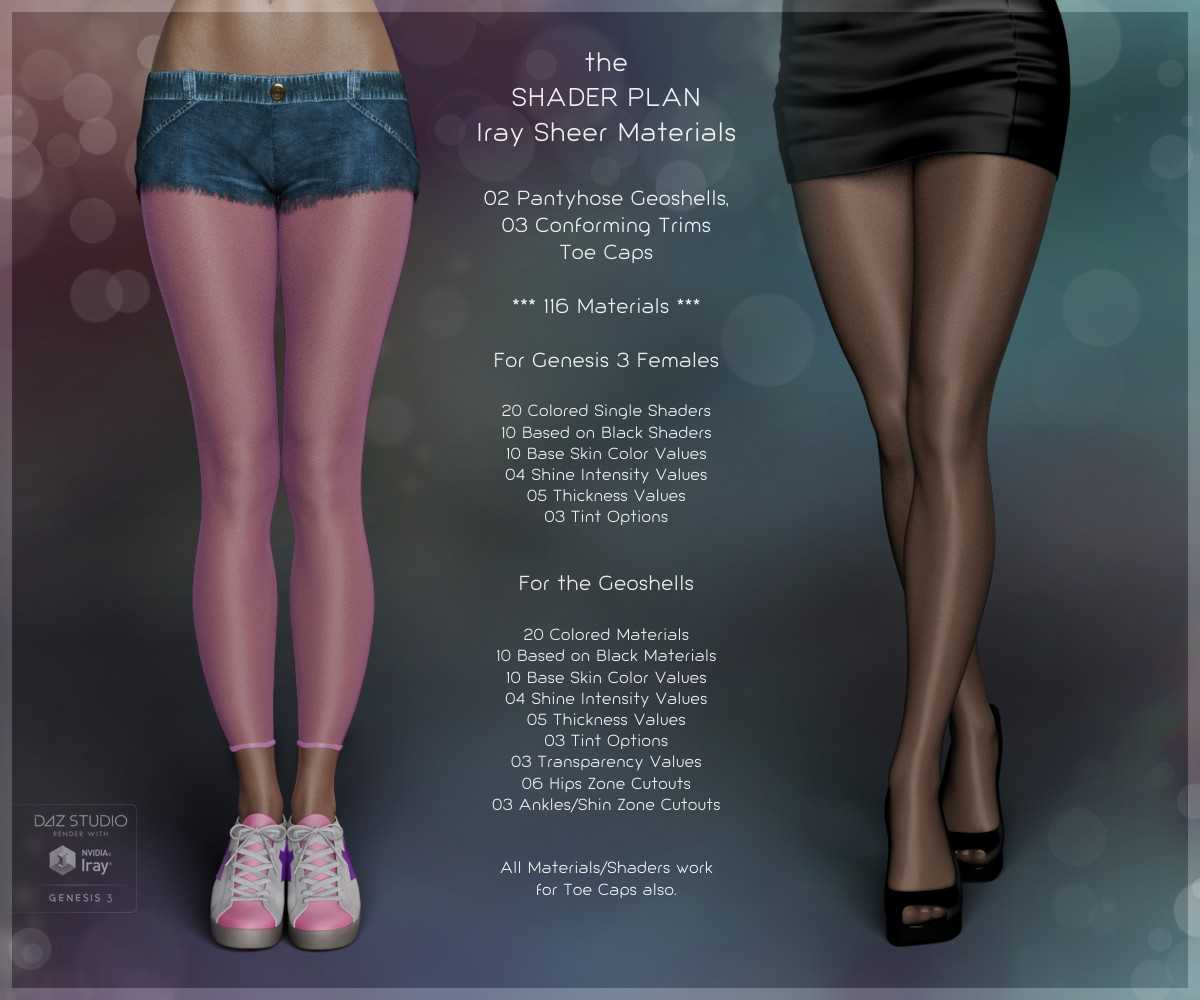 the
SHADER PLAN
Iray Sheer Materials
02 Pantyhose Geoshells,
03 Conforming Trims
Toe Caps
*** 116 Materials ***
For Genesis 3 Females
20 Colored Single Shaders
10 Based on Black Shaders
10 Base Skin Color Values
04 Shine Intensity Values
05 Thickness Values
03 Tint Options
For the Geoshells
20 Colored Materials
10 Based on Black Materials
10 Base Skin Color Values
04 Shine Intensity Values
05 Thickness Values
03 Tint Options
03 Transparency Values
06 Hips Zone Cutouts
03 Ankles/Shin Zone Cutouts
All Materials/Shaders work
for Toe Caps also.
DAZ STUDIO
RENDER WITH
NVIDIA®
Iray®
GENESIS 3